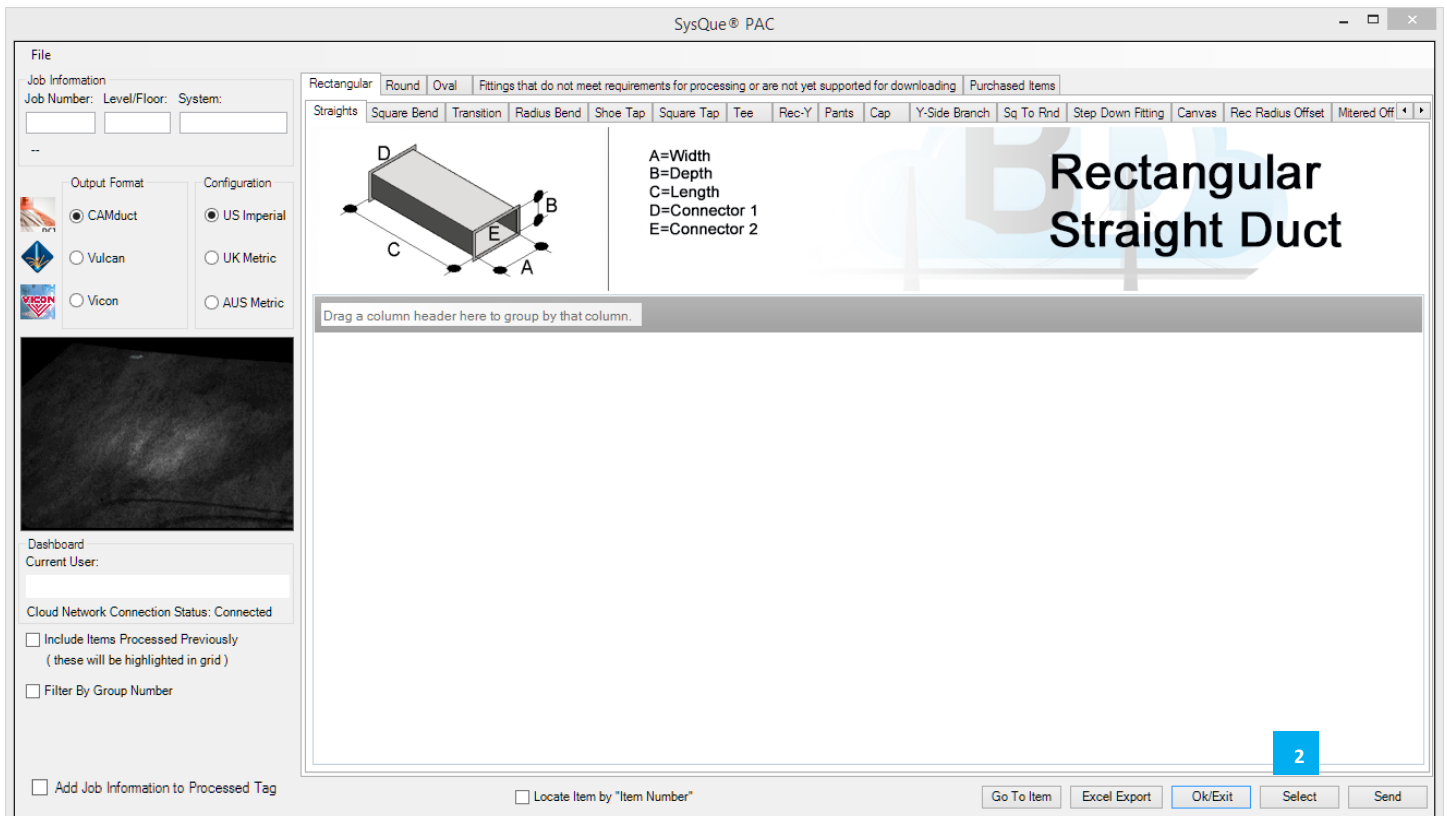 SysQue® PAC
File
Job Information
Job Number: Level/Floor: System:
--
Output Format
CAMduct
Vulcan
VICON
Vicon
Configuration
US Imperial
UK Metric
AUS Metric
Dashboard
Current User:
Cloud Network Connection Status: Connected
Include Items Processed Previously
( these will be highlighted in grid )
Filter By Group Number
Add Job Information to Processed Tag
Rectangular Round Oval Fittings that do not meet requirements for processing or are not yet supported for downloading Purchased Items
Straights Square Bend Transition Radius Bend Shoe Tap Square Tap Tee Rec-Y Pants Cap Y-Side Branch Sq To Rnd Step Down Fitting Canvas Rec Radius Offset Mitered Off
D
B
E
C
A
A=Width
B=Depth
C=Length
D=Connector 1
E=Connector 2
BD
Rectangular
Straight Duct
Drag a column header here to group by that column.
2
Locate Item by "Item Number"
Go To Item Excel Export Ok/Exit Select Send